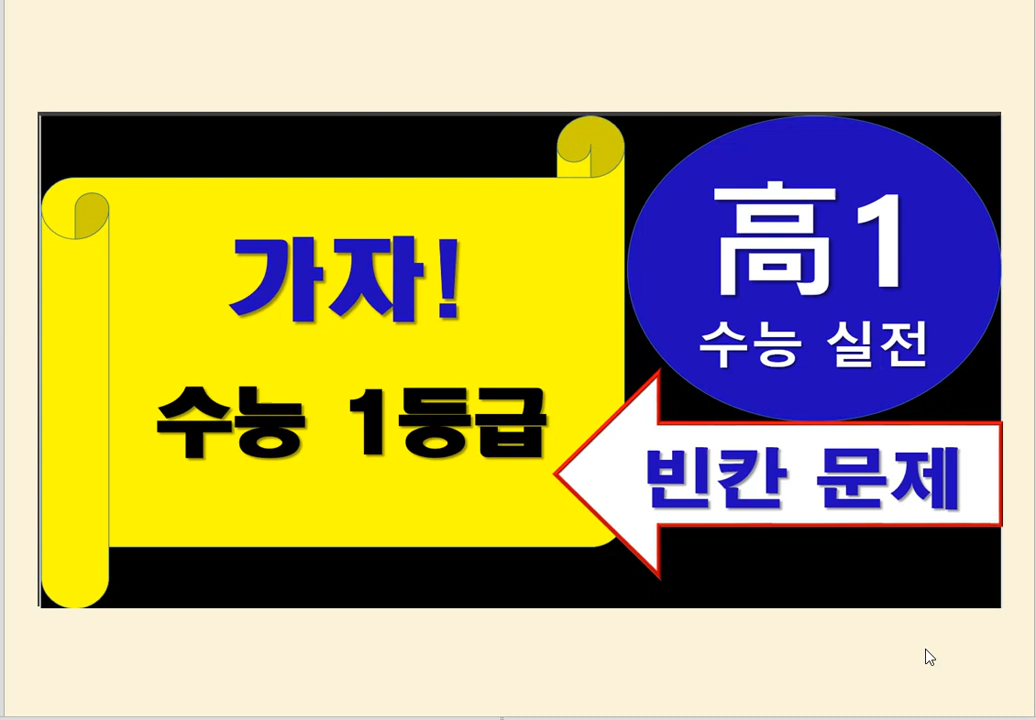 가자!
수능 1등급
高1
수능 실전
빈칸 문제